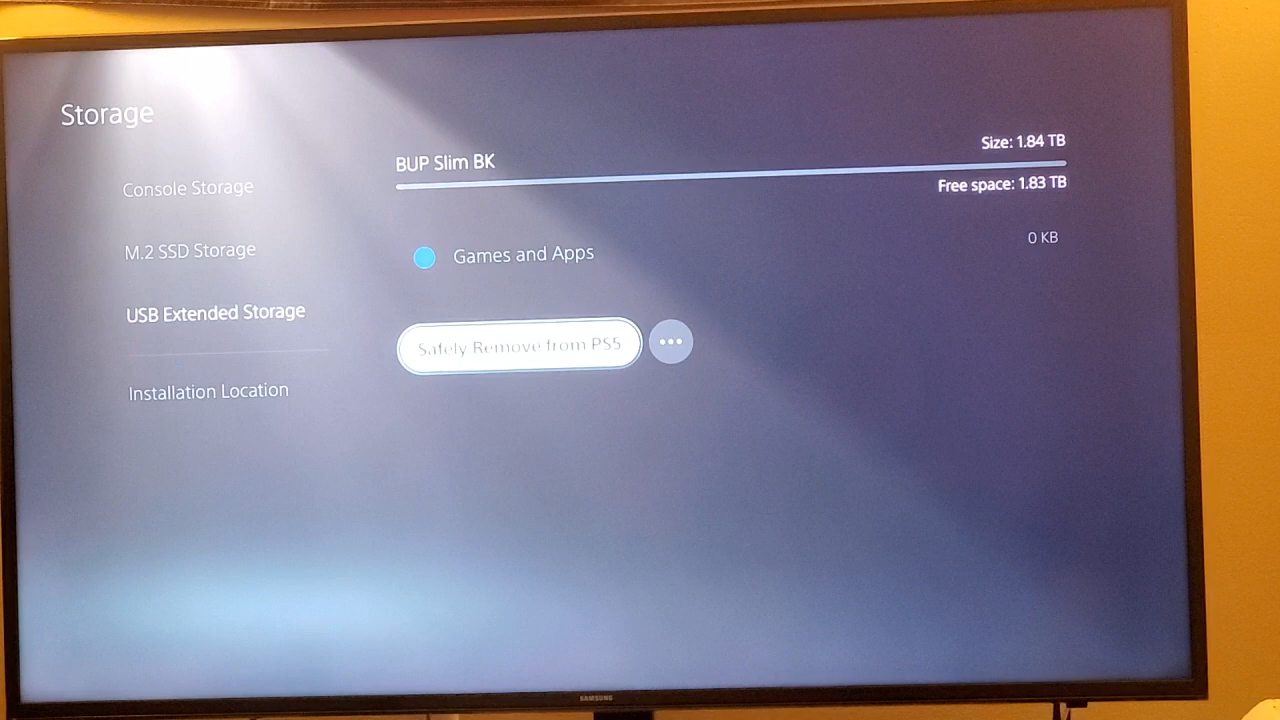 Storage
Console Storage
M.2 SSD Storage
USB Extended Storage
Installation Location
BUP Slim BK
Size: 1.84 TB
Free space: 1.83 TB
Games and Apps
0 KB
Safely Remove from PS5
SAMSUNG